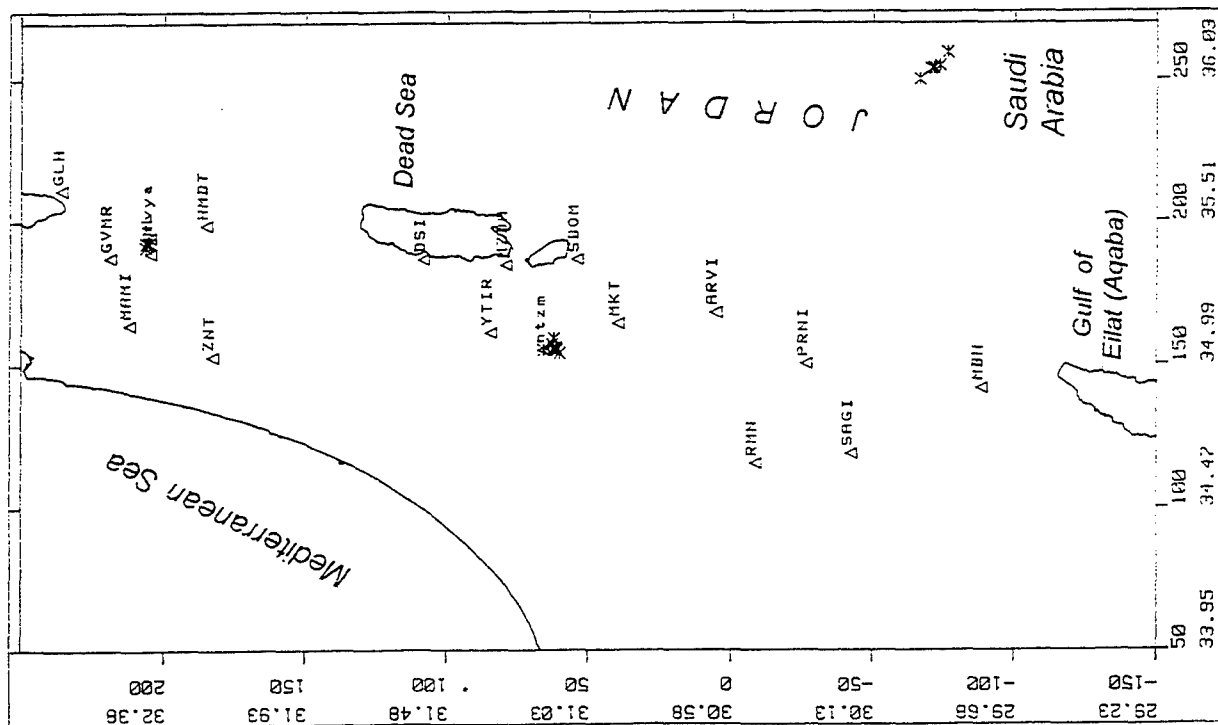 GLH
GVMR
MAMI
HMDT
ZNT
Dead Sea
DSI
YTIR
SDOM
MKT
ARVI
PRNI
RMN
SAGI
MBH
JORDAN
Saudi
Arabia
Gulf of
Eilat (Aqaba)
Mediterranean Sea
200 150 100 50 0 -50 -100 -150
32.38 31.93 31.48 31.03 30.58 30.13 29.68 29.23
50 100 150 200 250
33.95 34.47 34.99 35.51 36.03